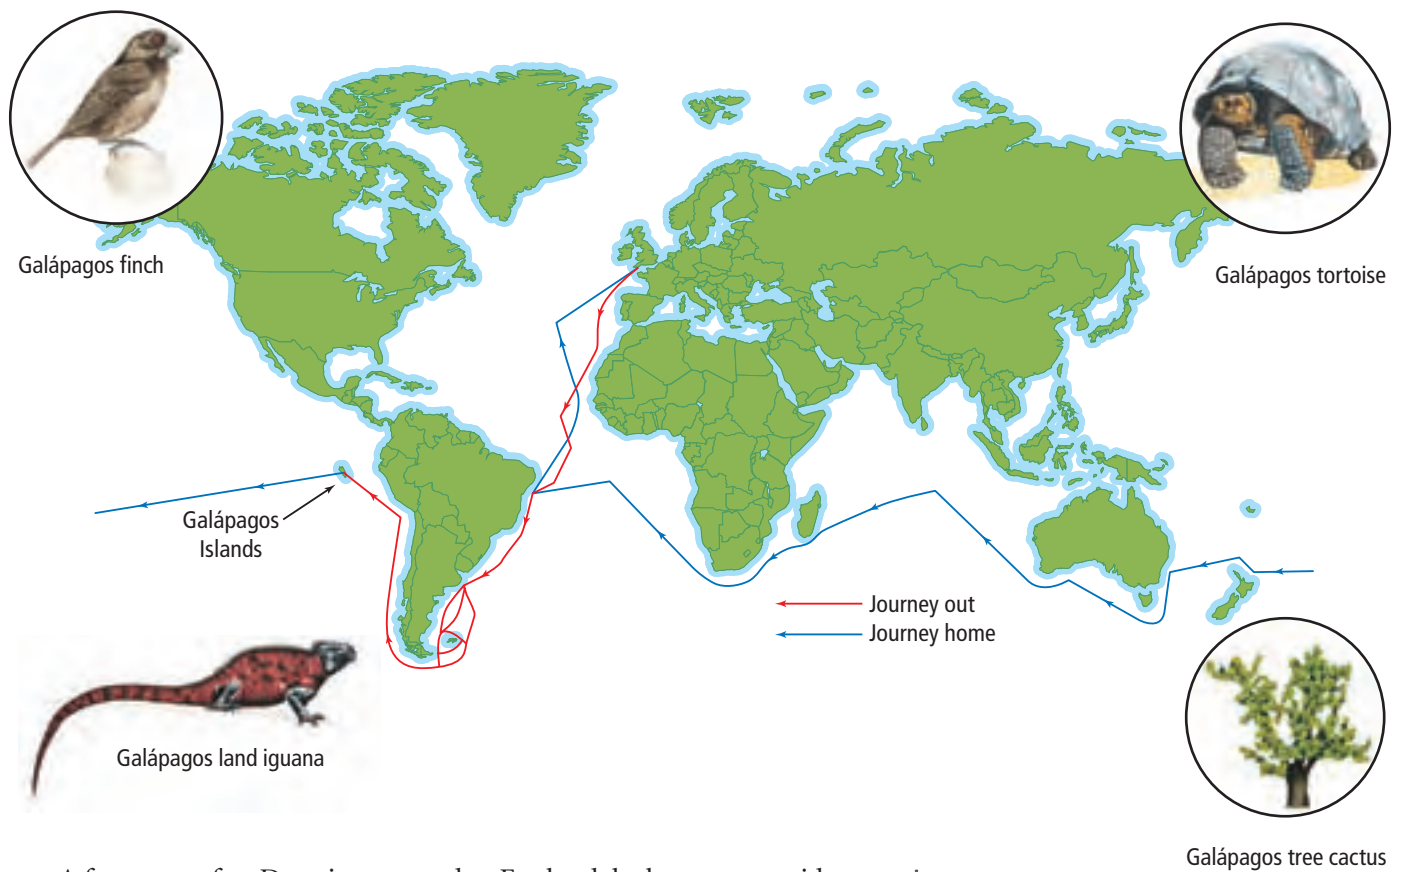 Galápagos finch
Galápagos tortoise
Galápagos
Islands
Journey out
Journey home
Galápagos land iguana
Galápagos tree cactus